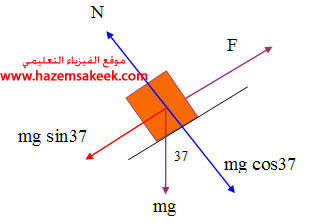 N
F
موقع الفيزياء التعليمي
www.hazemsakeek.com
mg sin37
37
mg cos37
mg